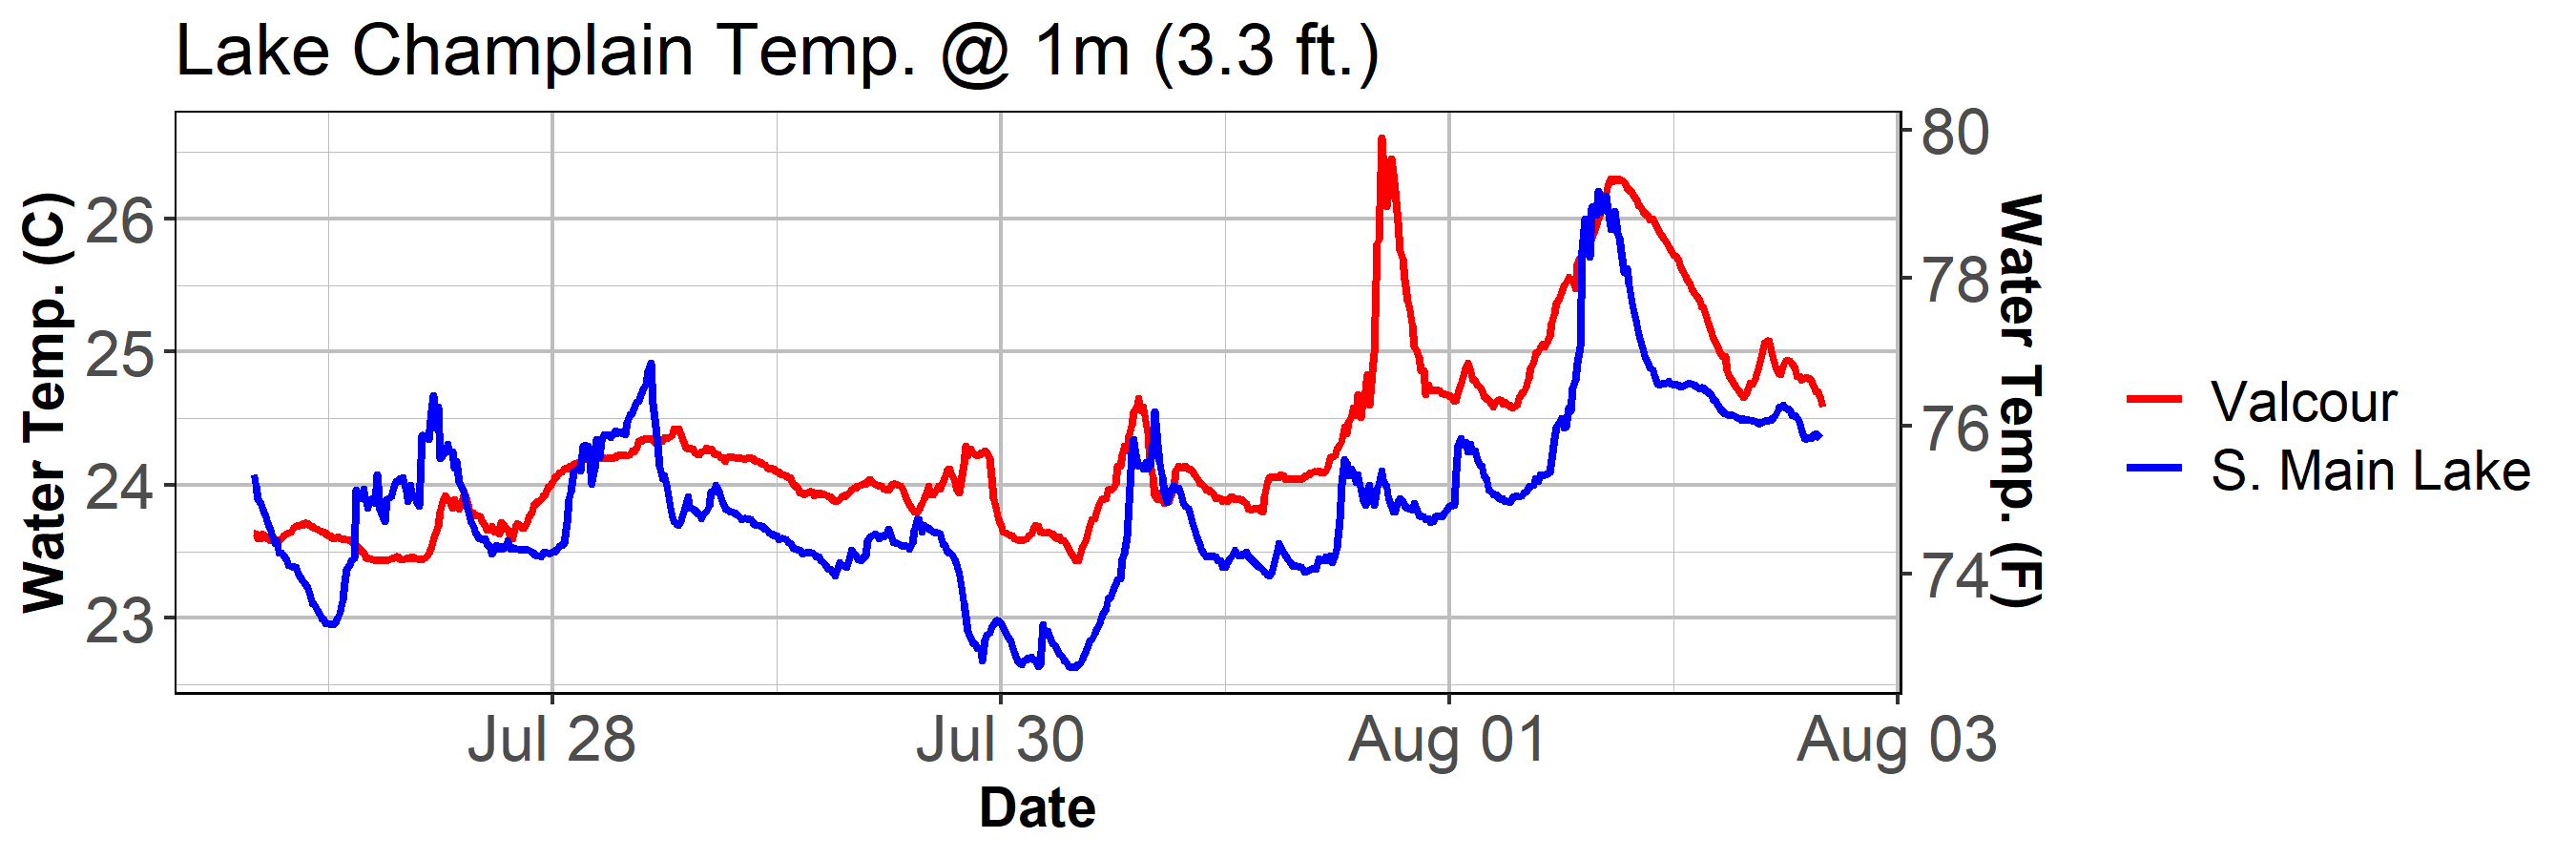 Lake Champlain Temp. @ 1m (3.3 ft.)
Water Temp. (C)
26
25
24
23
80
78
76
74
Water Temp. (F)
Jul 28
Jul 30
Aug 01
Aug 03
Date
Valcour
S. Main Lake